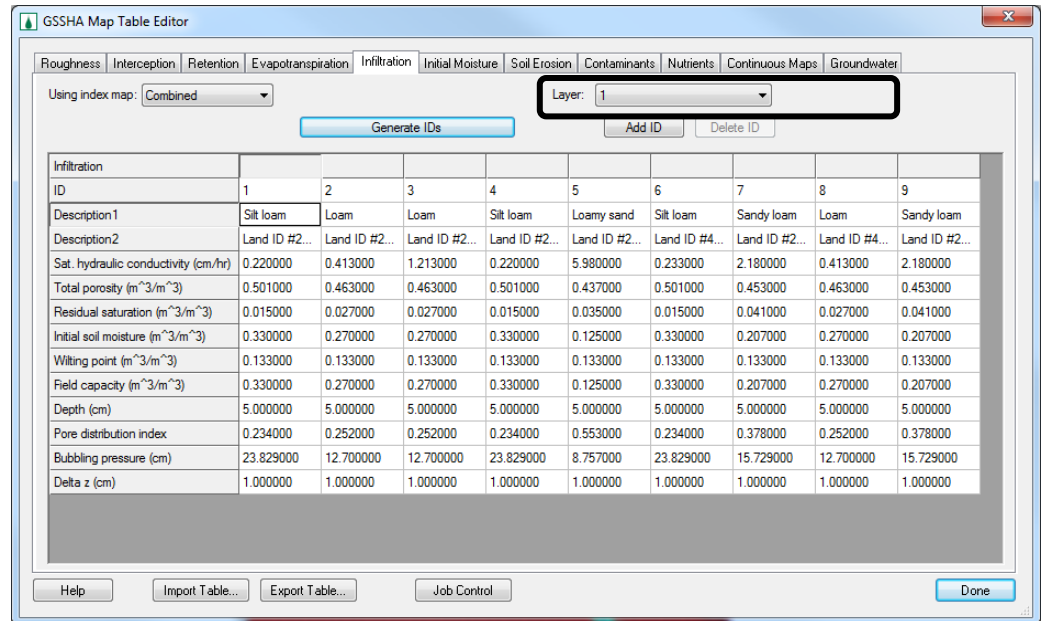 GSSHA Map Table Editor
Roughness Interception Retention Evapotranspiration Infiltration Initial Moisture Soil Erosion Contaminants Nutrients Continuous Maps Groundwater
Using index map: Combined Layer: 1
Generate IDs Add ID Delete ID
Infiltration
ID 1 2 3 4 5 6 7 8 9
Description1 Silt loam Loam Loam Silt loam Loamy sand Silt loam Sandy loam Loam Sandy loam
Description2 Land ID #2... Land ID #2... Land ID #2... Land ID #2... Land ID #2... Land ID #4... Land ID #2... Land ID #4... Land ID #2...
Sat. hydraulic conductivity (cm/hr) 0.220000 0.413000 1.213000 0.220000 5.980000 0.233000 2.180000 0.413000 2.180000
Total porosity (m^3/m^3) 0.501000 0.463000 0.463000 0.501000 0.437000 0.501000 0.453000 0.463000 0.453000
Residual saturation (m^3/m^3) 0.015000 0.027000 0.027000 0.015000 0.035000 0.015000 0.041000 0.027000 0.041000
Initial soil moisture (m^3/m^3) 0.330000 0.270000 0.270000 0.330000 0.125000 0.330000 0.207000 0.270000 0.207000
Wilting point (m^3/m^3) 0.133000 0.133000 0.133000 0.133000 0.133000 0.133000 0.133000 0.133000 0.133000
Field capacity (m^3/m^3) 0.330000 0.270000 0.270000 0.330000 0.125000 0.330000 0.207000 0.270000 0.207000
Depth (cm) 5.000000 5.000000 5.000000 5.000000 5.000000 5.000000 5.000000 5.000000 5.000000
Pore distribution index 0.234000 0.252000 0.252000 0.234000 0.553000 0.234000 0.378000 0.252000 0.378000
Bubbling pressure (cm) 23.829000 12.700000 12.700000 23.829000 8.757000 23.829000 15.729000 12.700000 15.729000
Delta z (cm) 1.000000 1.000000 1.000000 1.000000 1.000000 1.000000 1.000000 1.000000 1.000000
Help Import Table... Export Table... Job Control Done